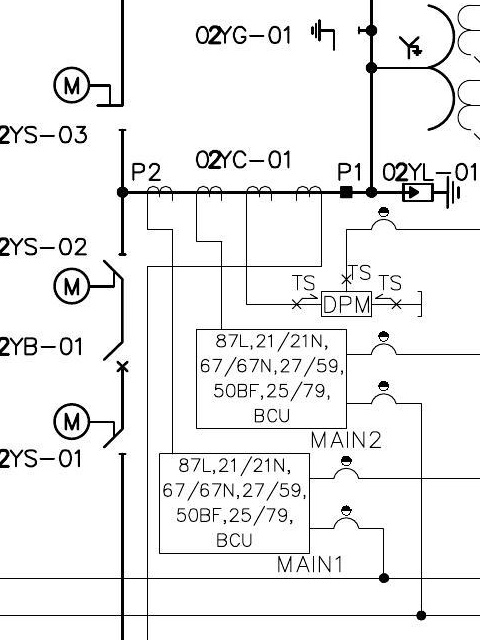 02YG-01
M
2YS-03
P2
02YC-01
P1
02YL-01
2YS-02
M
TS
TS
TS
DPM
2YB-01
87L,21/21N,
67/67N,27/59,
50BF,25/79,
BCU
MAIN2
M
2YS-01
87L,21/21N,
67/67N,27/59,
50BF,25/79,
BCU
MAIN1